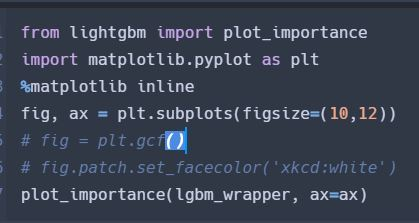 from lightgbm import plot_importance
import matplotlib.pyplot as plt
%matplotlib inline
fig, ax = plt.subplots(figsize=(10,12))
# fig = plt.gcf()
# fig.patch.set_facecolor('xkcd:white')
plot_importance(lgbm_wrapper, ax=ax)